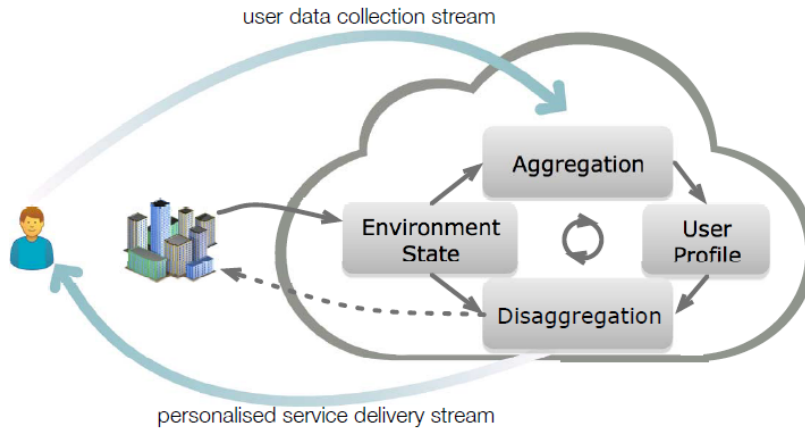 user data collection stream
Aggregation
Environment
State
User
Profile
Disaggregation
personalised service delivery stream